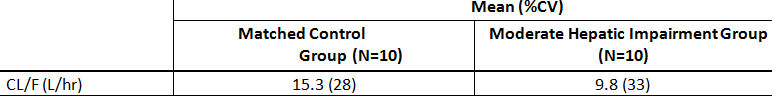 Mean (%CV)
Matched Control Moderate Hepatic Impairment Group
Group (N=10) (N=10)
CL/F (L/hr) 15.3 (28) 9.8 (33)